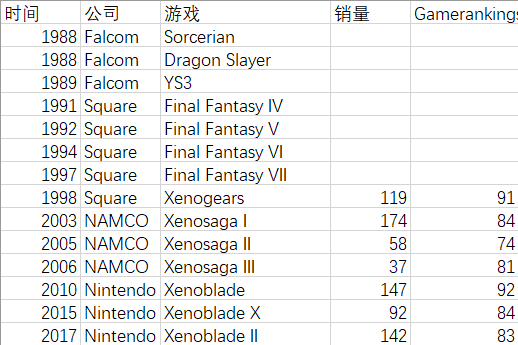 时间 公司 游戏 销量 Gamerankings
1988 Falcom Sorcerian
1988 Falcom Dragon Slayer
1989 Falcom YS3
1991 Square Final Fantasy IV
1992 Square Final Fantasy V
1994 Square Final Fantasy VI
1997 Square Final Fantasy VII
1998 Square Xenogears 119 91
2003 NAMCO Xenosaga I 174 84
2005 NAMCO Xenosaga II 58 74
2006 NAMCO Xenosaga III 37 81
2010 Nintendo Xenoblade 147 92
2015 Nintendo Xenoblade X 92 84
2017 Nintendo Xenoblade II 142 83